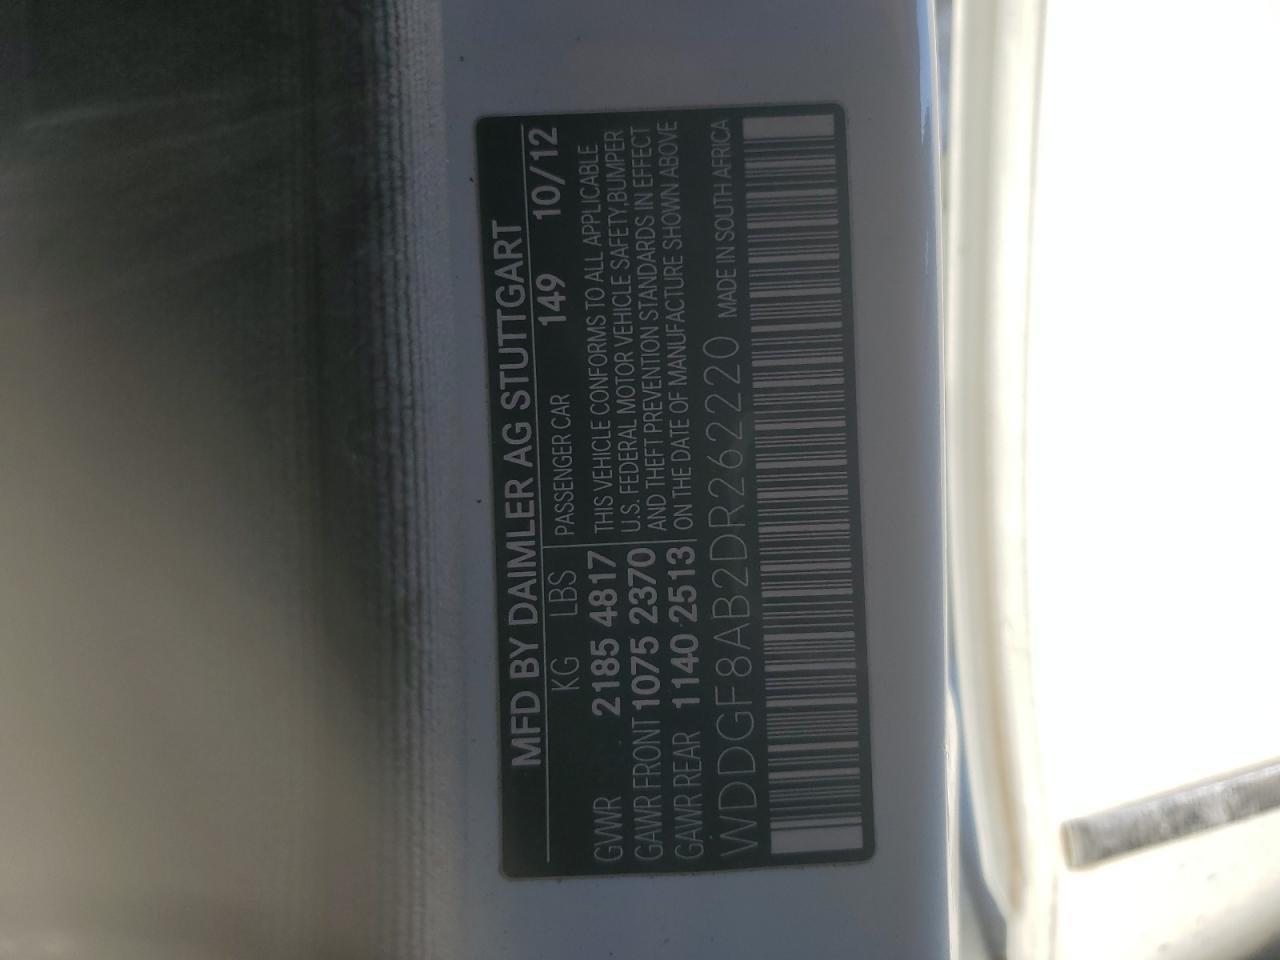 MFD BY DAIMLER AG STUTTGART
KG LBS PASSENGER CAR 149 10/12
GVWR 2185 4817 THIS VEHICLE CONFORMS TO ALL APPLICABLE
GAWR FRONT 1075 2370 U.S. FEDERAL MOTOR VEHICLE SAFETY,BUMPER
AND THEFT PREVENTION STANDARDS IN EFFECT
GAWR REAR 1140 2513 ON THE DATE OF MANUFACTURE SHOWN ABOVE
WDDGF8AB2DR262220 MADE IN SOUTH AFRICA